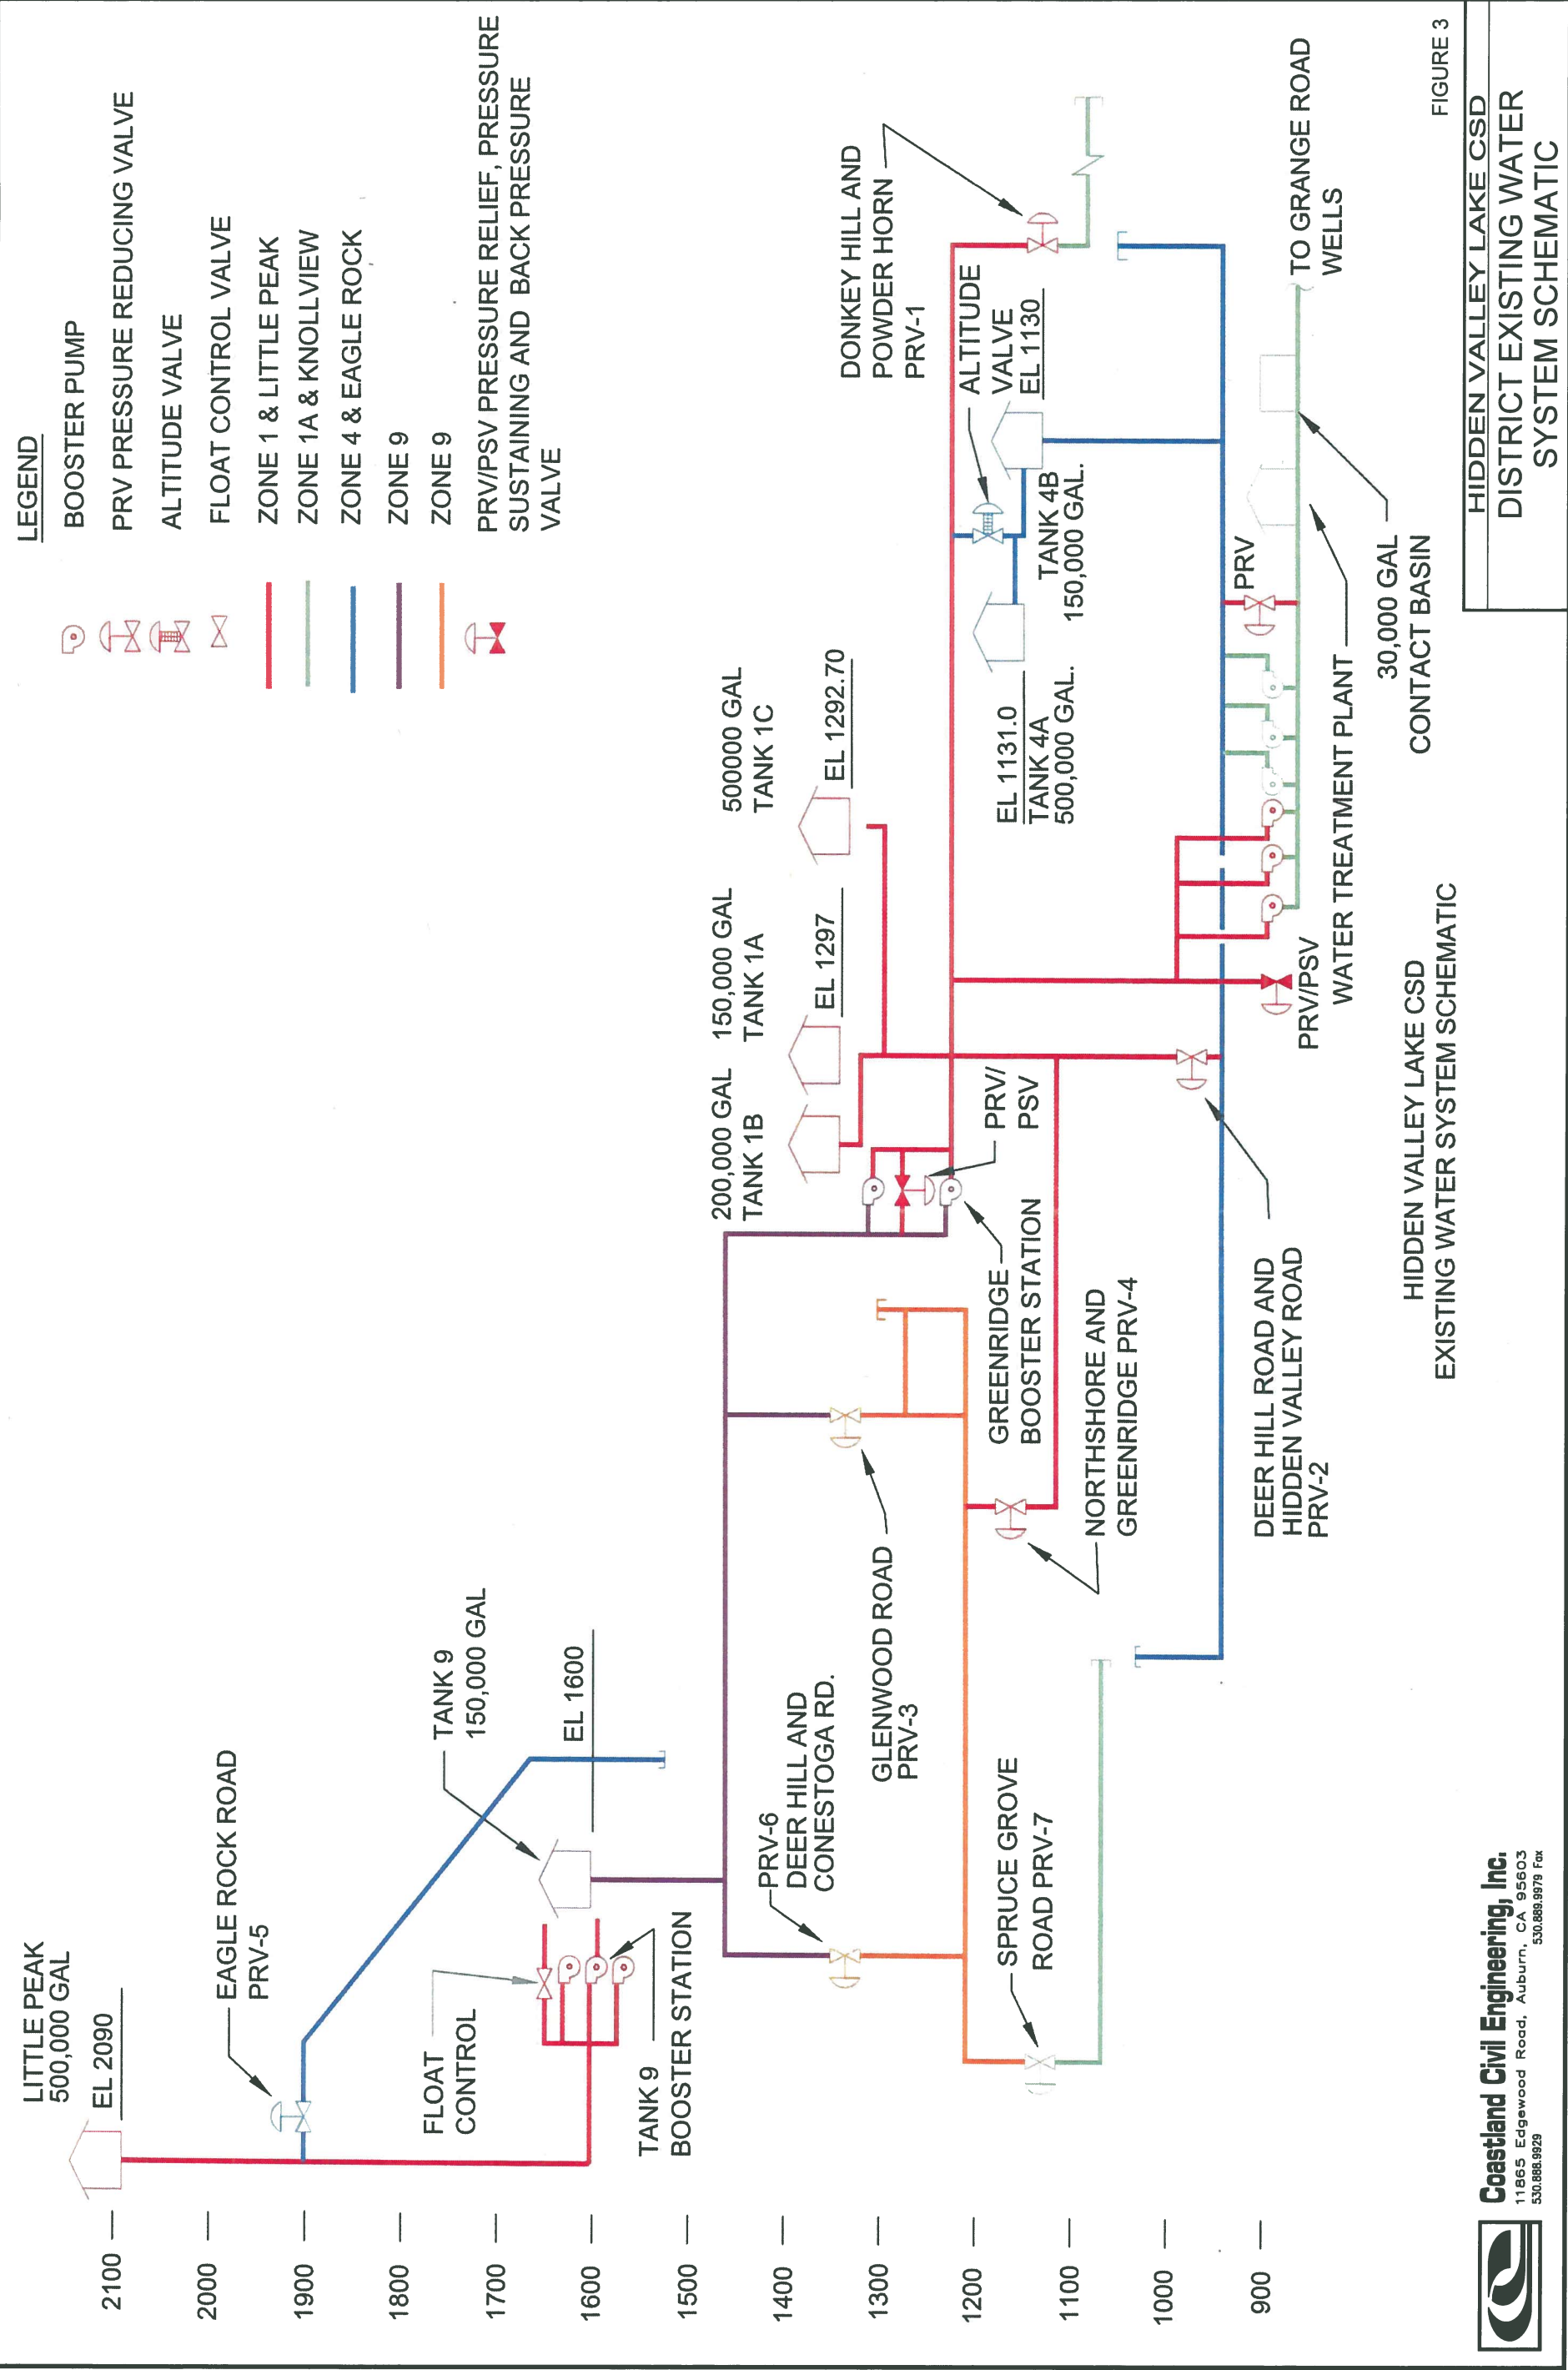 LEGEND
BOOSTER PUMP
PRV PRESSURE REDUCING VALVE
ALTITUDE VALVE
FLOAT CONTROL VALVE
ZONE 1 & LITTLE PEAK
ZONE 1A & KNOLLVIEW
ZONE 4 & EAGLE ROCK
ZONE 9
ZONE 9
PRV/PSV PRESSURE RELIEF, PRESSURE
SUSTAINING AND BACK PRESSURE
VALVE
2100
2000
1900
1800
1700
1600
1500
1400
1300
1200
1100
1000
900
LITTLE PEAK
500,000 GAL
EL 2090
EAGLE ROCK ROAD
PRV-5
FLOAT
CONTROL
TANK 9
BOOSTER STATION
TANK 9
150,000 GAL
EL 1600
PRV-6
DEER HILL AND
CONESTOGA RD.
GLENWOOD ROAD
PRV-3
SPRUCE GROVE
ROAD PRV-7
200,000 GAL
TANK 1B
150,000 GAL
TANK 1A
EL 1297
500000 GAL
TANK 1C
EL 1292.70
PRV/
PSV
GREENRIDGE
BOOSTER STATION
NORTHSHORE AND
GREENRIDGE PRV-4
DEER HILL ROAD AND
HIDDEN VALLEY ROAD
PRV-2
EL 1131.0
TANK 4A
500,000 GAL.
TANK 4B
150,000 GAL.
ALTITUDE
VALVE
EL 1130
DONKEY HILL AND
POWDER HORN
PRV-1
PRV
PRV/PSV
WATER TREATMENT PLANT
30,000 GAL
CONTACT BASIN
TO GRANGE ROAD
WELLS
HIDDEN VALLEY LAKE CSD
EXISTING WATER SYSTEM SCHEMATIC
FIGURE 3
HIDDEN VALLEY LAKE CSD
DISTRICT EXISTING WATER
SYSTEM SCHEMATIC
Coastland Civil Engineering, Inc.
11865 Edgewood Road, Auburn, CA 95603
530.888.9929 530.889.9979 Fax